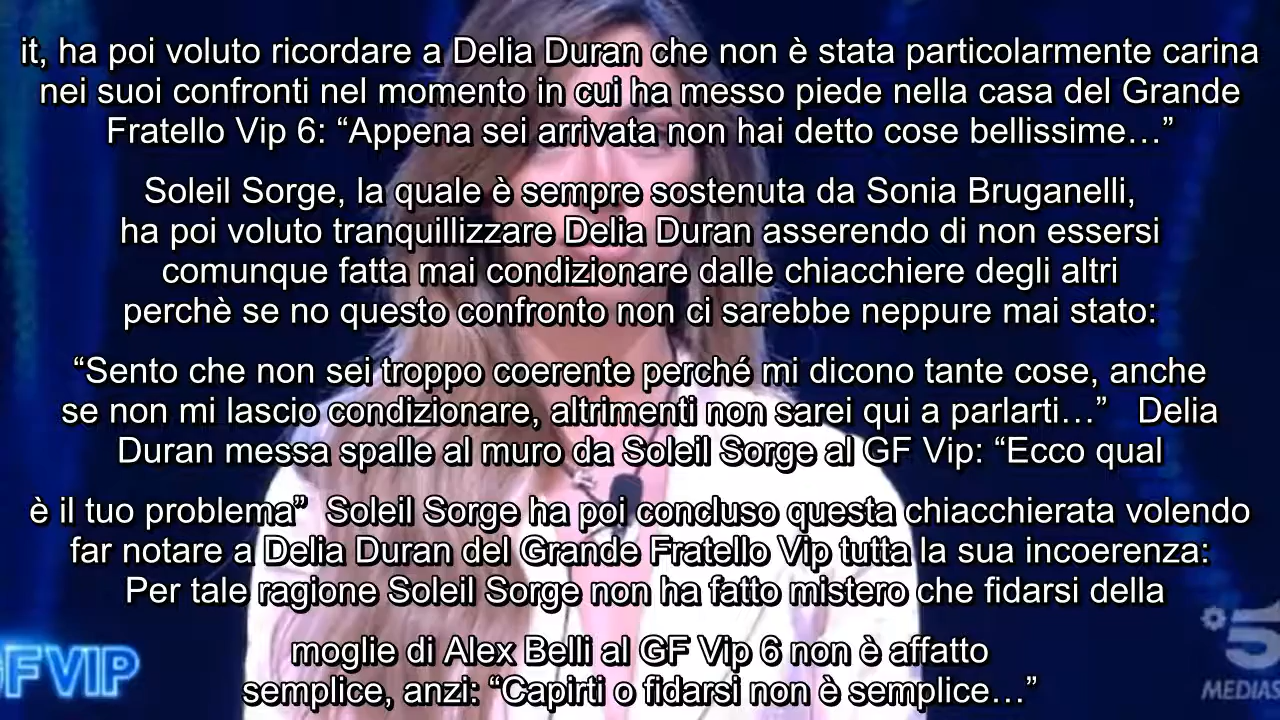 it, ha poi voluto ricordare a Delia Duran che non è stata particolarmente carina
nei suoi confronti nel momento in cui ha messo piede nella casa del Grande
Fratello Vip 6: “Appena sei arrivata non hai detto cose bellissime…”
Soleil Sorge, la quale è sempre sostenuta da Sonia Bruganelli,
ha poi voluto tranquillizzare Delia Duran asserendo di non essersi
comunque fatta mai condizionare dalle chiacchiere degli altri
perchè se no questo confronto non ci sarebbe neppure mai stato:
“Sento che non sei troppo coerente perché mi dicono tante cose, anche
se non mi lascio condizionare, altrimenti non sarei qui a parlarti…” Delia
Duran messa spalle al muro da Soleil Sorge al GF Vip: “Ecco qual
è il tuo problema” Soleil Sorge ha poi concluso questa chiacchierata volendo
far notare a Delia Duran del Grande Fratello Vip tutta la sua incoerenza:
Per tale ragione Soleil Sorge non ha fatto mistero che fidarsi della
moglie di Alex Belli al GF Vip 6 non è affatto
semplice, anzi: “Capirti o fidarsi non è semplice…”
GFVIP
5
MEDIAS